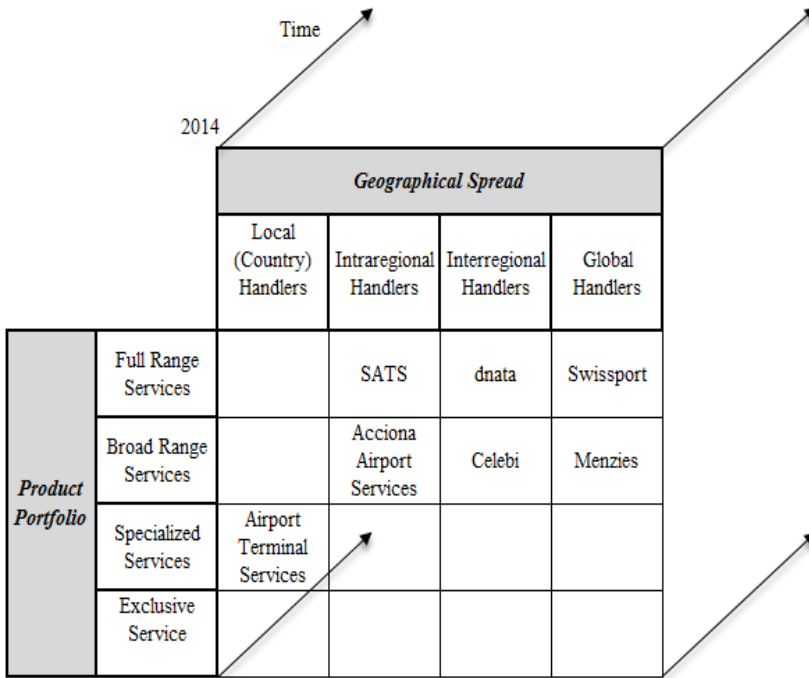 Time
2014
Geographical Spread
Local
(Country)
Handlers
Intraregional
Handlers
Interregional
Handlers
Global
Handlers
Product
Portfolio
Full Range
Services
SATS
dnata
Swissport
Broad Range
Services
Acciona
Airport
Services
Celebi
Menzies
Specialized
Services
Airport
Terminal
Services
Exclusive
Service